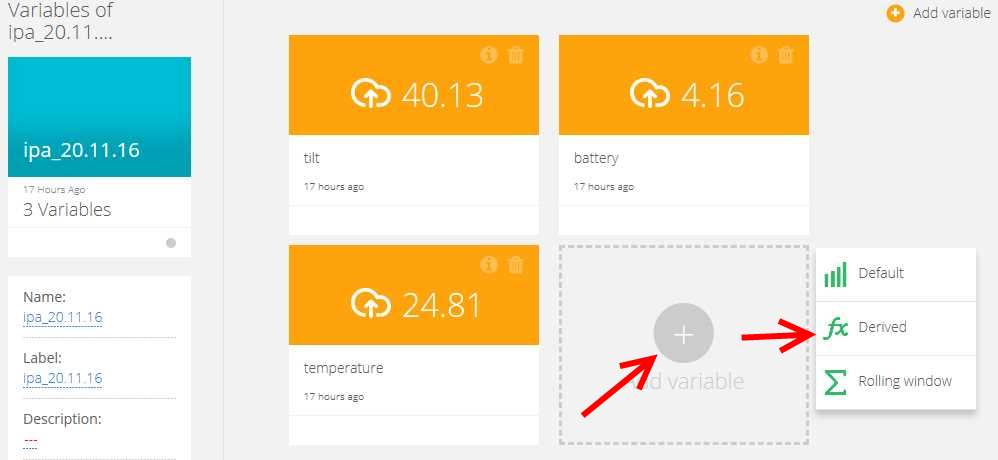 Variables of
ipa_20.11....
Add variable
ipa_20.11.16
17 Hours Ago
3 Variables
Name:
ipa_20.11.16
Label:
ipa_20.11.16
Description:
---
40.13
tilt
17 hours ago
4.16
battery
17 hours ago
24.81
temperature
17 hours ago
Add variable
Default
Derived
Rolling window